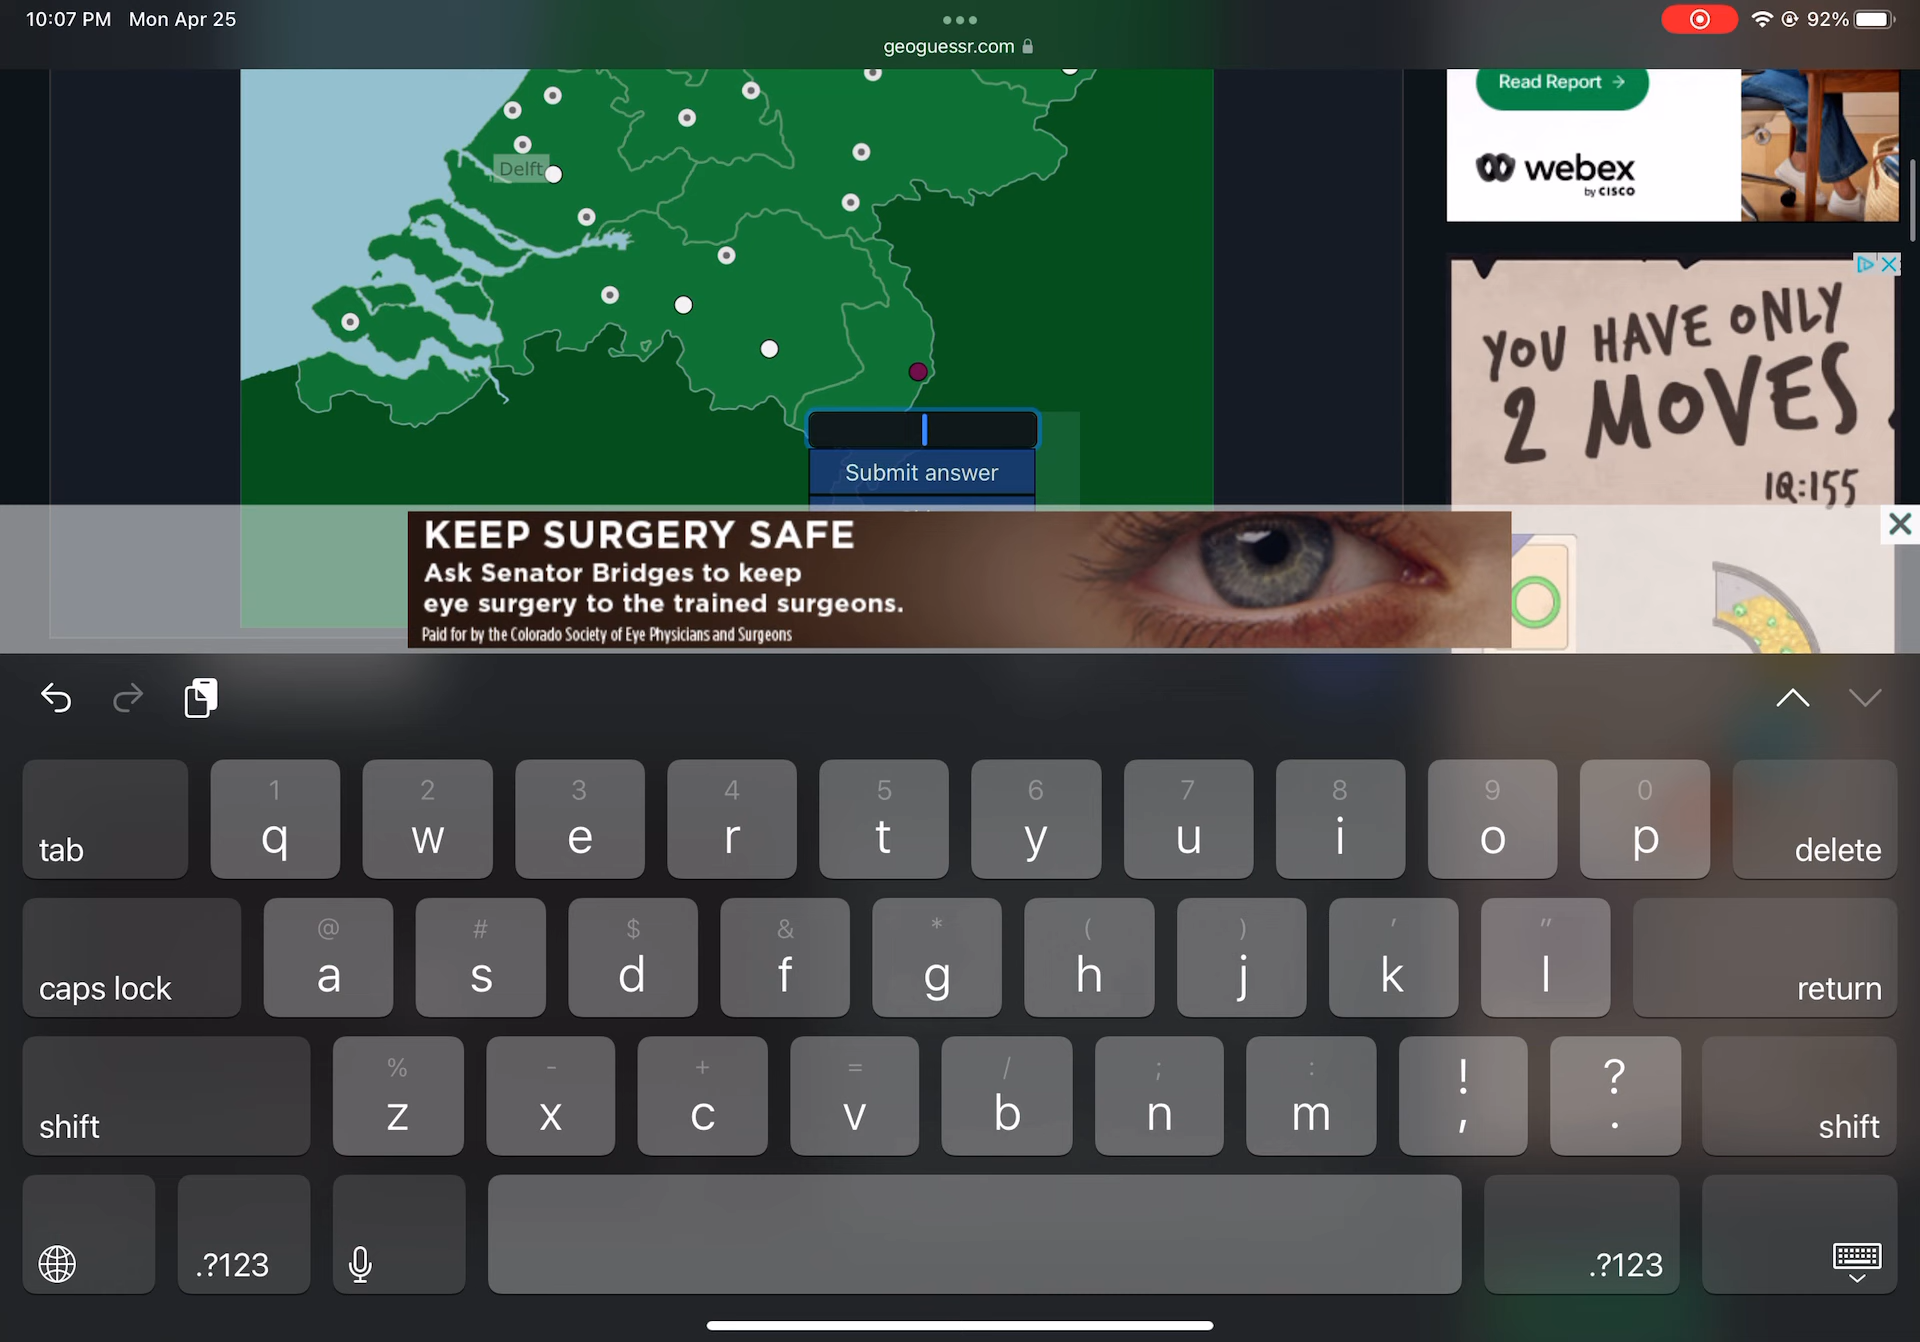 10:07 PM Mon Apr 25
92%
geoguessr.com
Read Report →
webex
by CISCO
Delft
YOU HAVE ONLY
2 MOVES
IQ:155
Submit answer
KEEP SURGERY SAFE
Ask Senator Bridges to keep
eye surgery to the trained surgeons.
Paid for by the Colorado Society of Eye Physicians and Surgeons
1 2 3 4 5 6 7 8 9 0
tab q w e r t y u i o p delete
@ # $ & * ( ) ' "
caps lock a s d f g h j k l return
% - + = / ; : ! ?
shift z x c v b n m , . shift
.?123 .?123